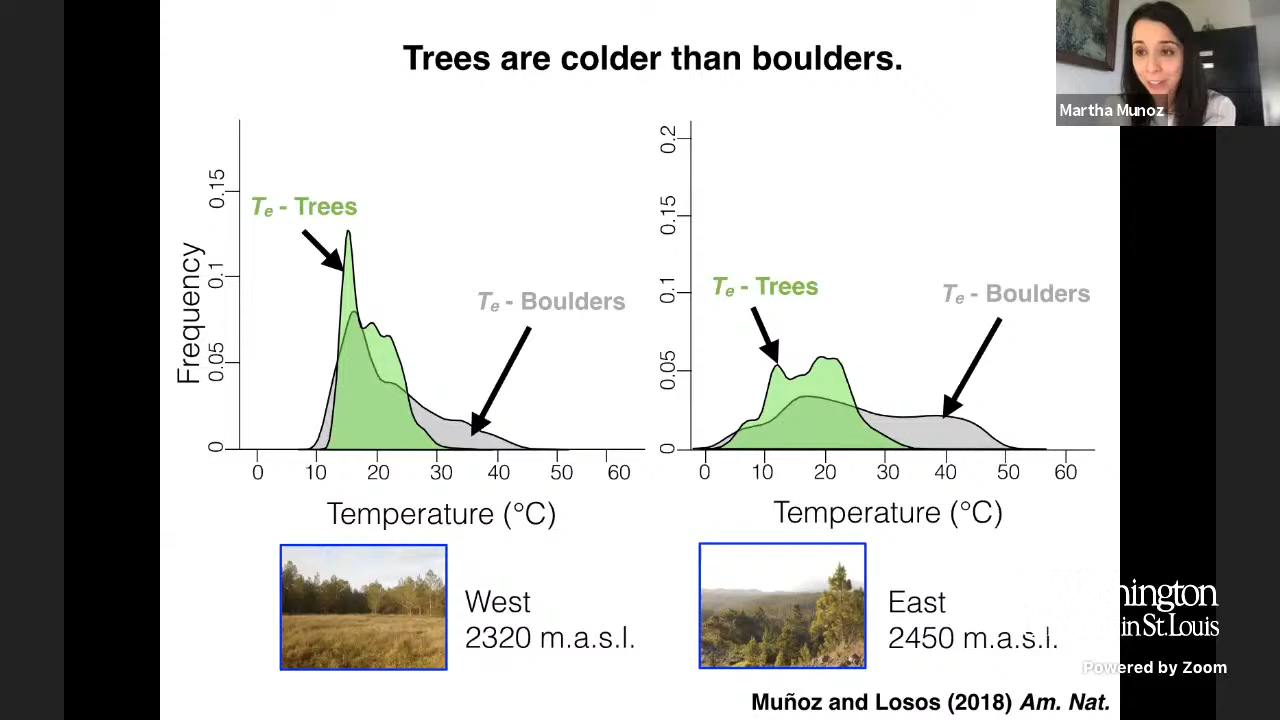 Trees are colder than boulders.
Martha Munoz
Frequency
0
0.05
0.1
0.15
Te - Trees
Te - Boulders
0 10 20 30 40 50 60
Temperature (°C)
0
0.05
0.1
0.15
0.2
Te - Trees
Te - Boulders
0 10 20 30 40 50 60
Temperature (°C)
West
2320 m.a.s.l.
East
2450 m.a.s.l.
in St. Louis
Powered by Zoom
Muñoz and Losos (2018) Am. Nat.